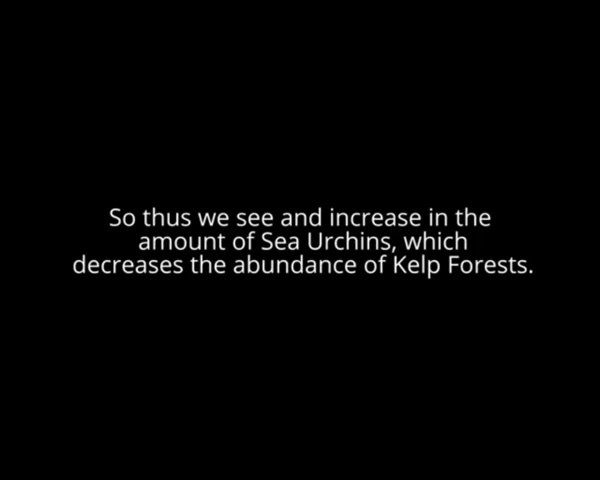 So thus we see and increase in the
amount of Sea Urchins, which
decreases the abundance of Kelp Forests.